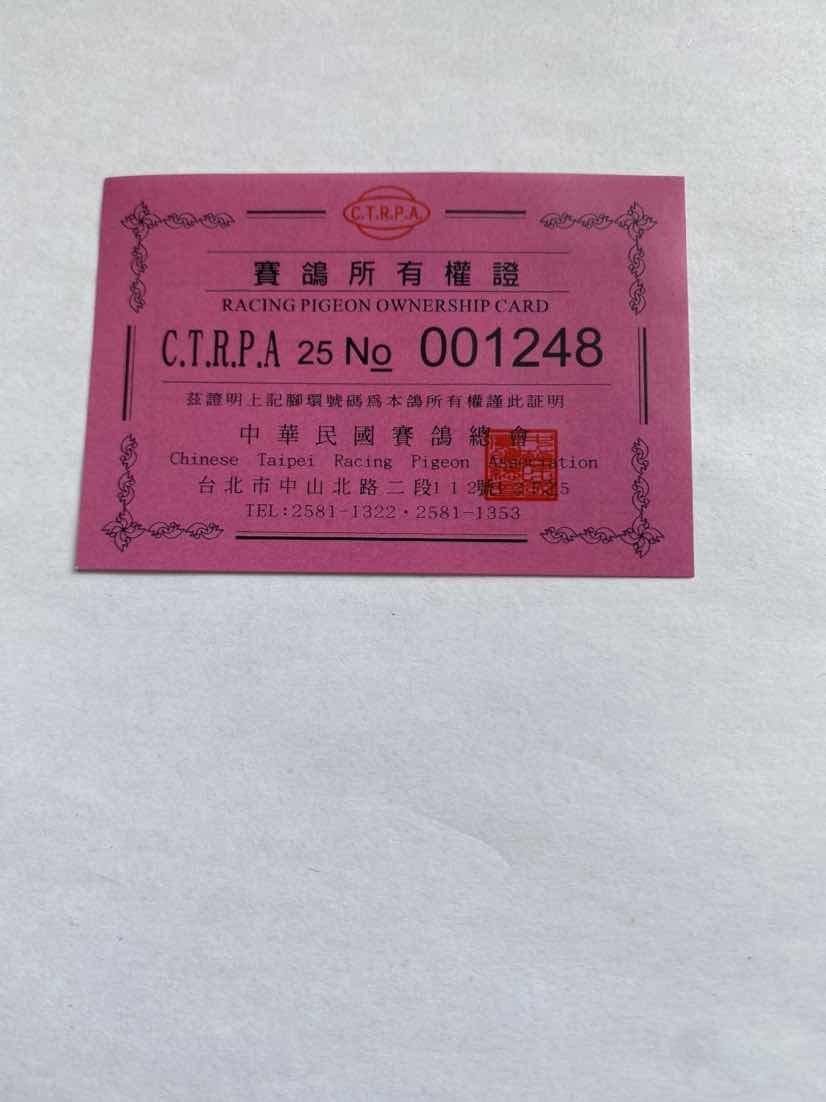 C.T.R.P.A.
賽鴿所有權證
RACING PIGEON OWNERSHIP CARD
C.T.R.P.A 25 No 001248
茲證明上記腳環號碼為本鴿所有權謹此証明
中華民國賽鴿總會
Chinese Taipei Racing Pigeon Association
台北市中山北路二段112號
TEL:2581-1322·2581-1353